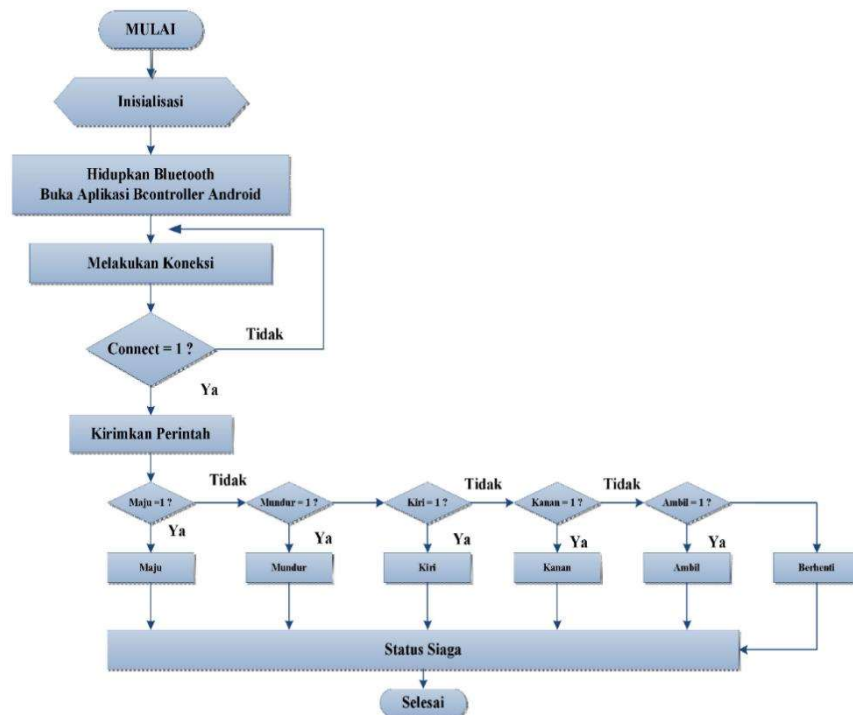 MULAI
Inisialisasi
Hidupkan Bluetooth
Buka Aplikasi Bcontroller Android
Melakukan Koneksi
Connect = 1 ?
Tidak
Ya
Kirimkan Perintah
Maju =1 ?
Tidak
Mundur = 1 ?
Kiri = 1 ?
Tidak
Kanan = 1 ?
Tidak
Ambil = 1 ?
Ya
Ya
Ya
Ya
Ya
Maju
Mundur
Kiri
Kanan
Ambil
Berhenti
Status Siaga
Selesai